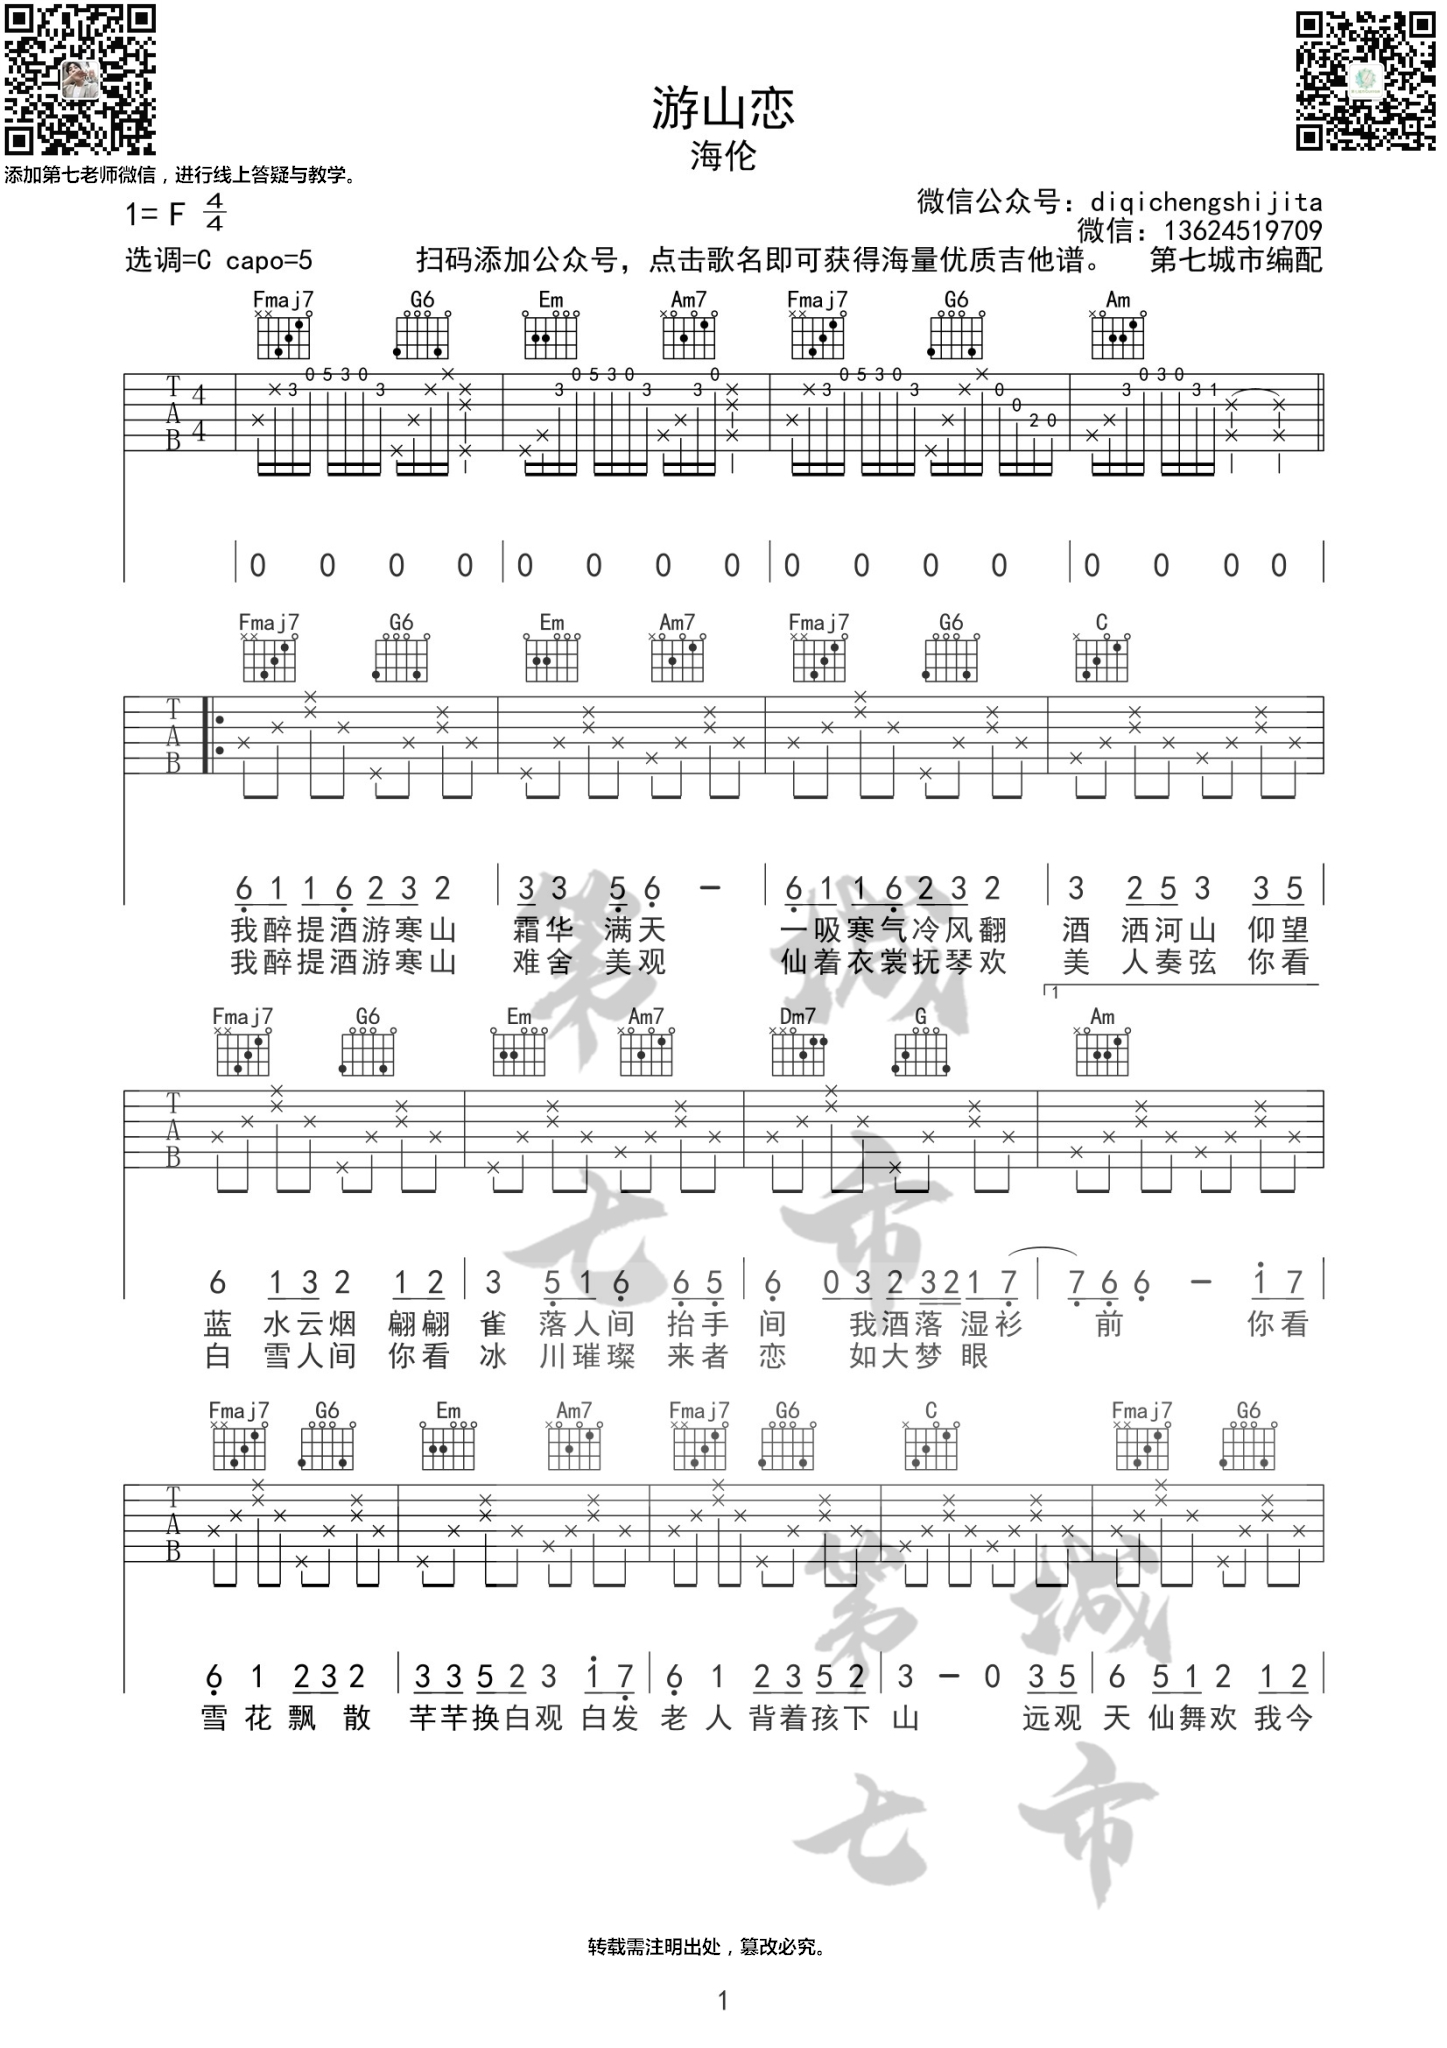 添加第七老师微信，进行线上答疑与教学。
游山恋
海伦
1= F 4/4
微信公众号：diqichengshijita
微信：13624519709
选调=C capo=5 扫码添加公众号，点击歌名即可获得海量优质吉他谱。 第七城市编配
Fmaj7 G6 Em Am7 Fmaj7 G6 Am
T A B 4 4 3 0 5 3 0 3 3 0 5 3 0 3 3 0 3 0 5 3 0 3 0 0 2 0 3 0 3 0 3 1
0 0 0 0 0 0 0 0 0 0 0 0 0 0 0 0
Fmaj7 G6 Em Am7 Fmaj7 G6 C
T A B
6 1 1 6 2 3 2 3 3 5 6 - 6 1 1 6 2 3 2 3 2 5 3 3 5
我醉提酒游寒山 霜华 满天 一吸寒气冷风翻 酒 洒河山 仰望
我醉提酒游寒山 难舍 美观 仙着衣裳抚琴欢 美 人奏弦 你看
1
Fmaj7 G6 Em Am7 Dm7 G Am
T A B
6 1 3 2 1 2 3 5 1 6 6 5 6 0 3 2 3 2 1 7 7 6 6 - 1 7
蓝 水云烟 翩翩 雀 落人间 抬手 间 我酒落 湿衫 前 你看
白 雪人间 你看 冰 川璀璨 来者 恋 如大梦 眼
Fmaj7 G6 Em Am7 Fmaj7 G6 C Fmaj7 G6
T A B
6 1 2 3 2 3 3 5 2 3 1 7 6 1 2 3 5 2 3 - 0 3 5 6 5 1 2 1 2
雪 花 飘 散 芊芊换白观 白发 老 人 背着孩下 山 远观 天 仙舞欢 我今
第 城
七 市
第 城
七 市
转载需注明出处，篡改必究。
1